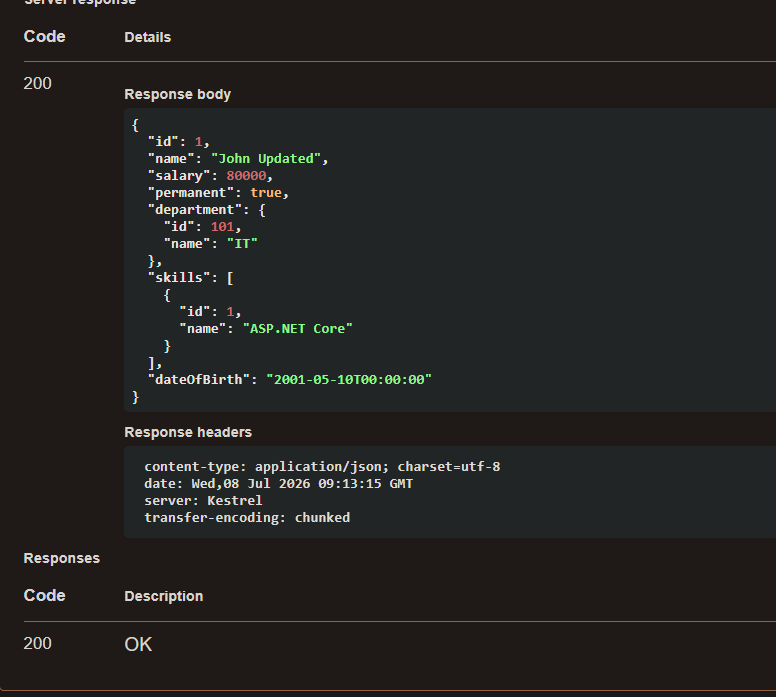 Server response
Code Details
200
Response body
{
  "id": 1,
  "name": "John Updated",
  "salary": 80000,
  "permanent": true,
  "department": {
    "id": 101,
    "name": "IT"
  },
  "skills": [
    {
      "id": 1,
      "name": "ASP.NET Core"
    }
  ],
  "dateOfBirth": "2001-05-10T00:00:00"
}
Response headers
content-type: application/json; charset=utf-8
date: Wed,08 Jul 2026 09:13:15 GMT
server: Kestrel
transfer-encoding: chunked
Responses
Code Description
200 OK